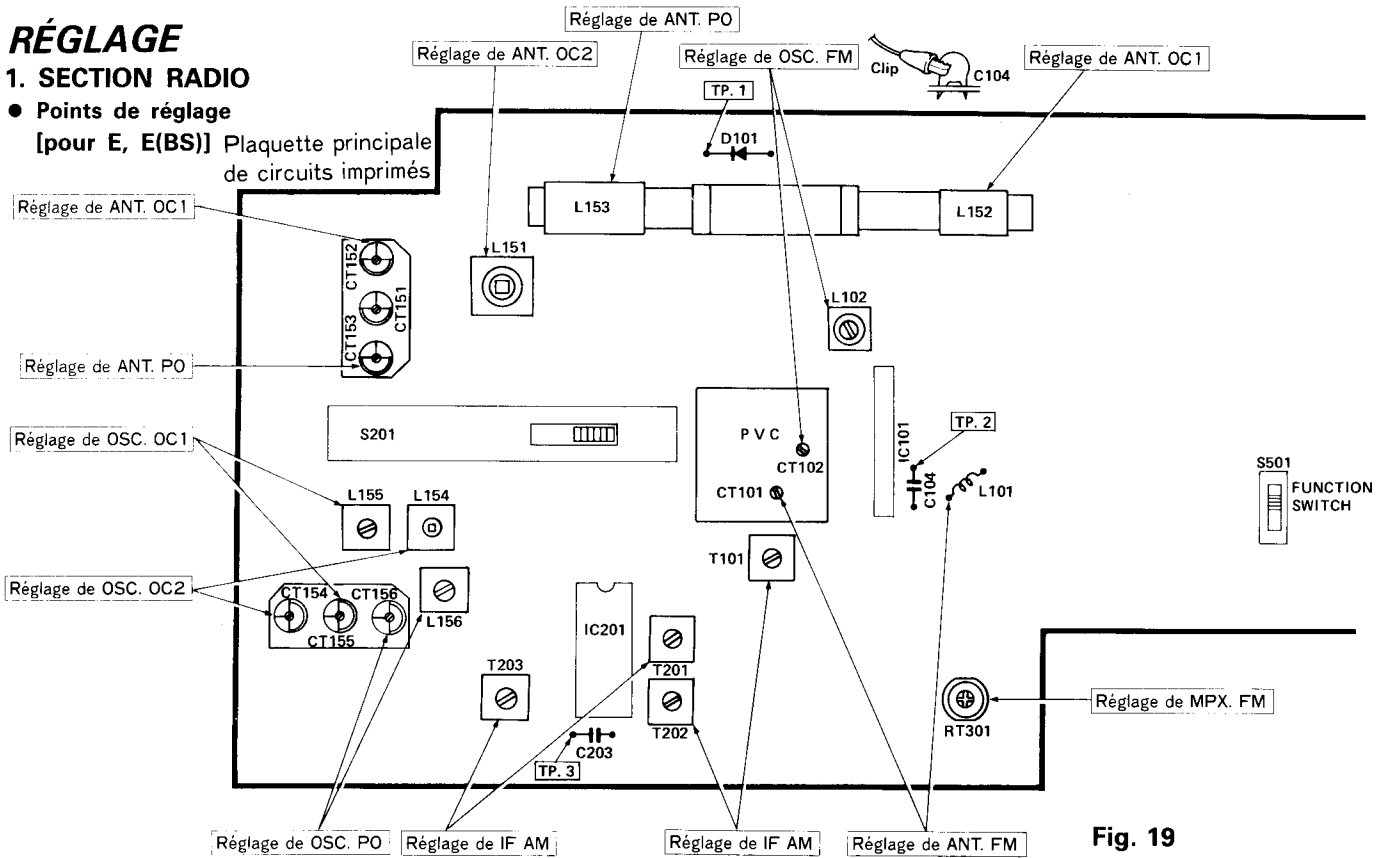 RÉGLAGE
1. SECTION RADIO
● Points de réglage
[pour E, E(BS)] Plaquette principale
de circuits imprimés
Réglage de ANT. PO
Réglage de ANT. OC2
Réglage de OSC. FM
Clip
C104
Réglage de ANT. OC1
TP. 1
D101
L153
L152
Réglage de ANT. OC1
CT152
CT151
CT153
L151
L102
Réglage de ANT. PO
S201
PVC
CT102
CT101
IC101
TP. 2
C104
L101
S501
FUNCTION
SWITCH
Réglage de OSC. OC1
L155
L154
T101
Réglage de OSC. OC2
CT154
CT156
CT155
L156
IC201
T201
T203
T202
RT301
Réglage de MPX. FM
C203
TP. 3
Réglage de OSC. PO
Réglage de IF AM
Réglage de IF AM
Réglage de ANT. FM
Fig. 19